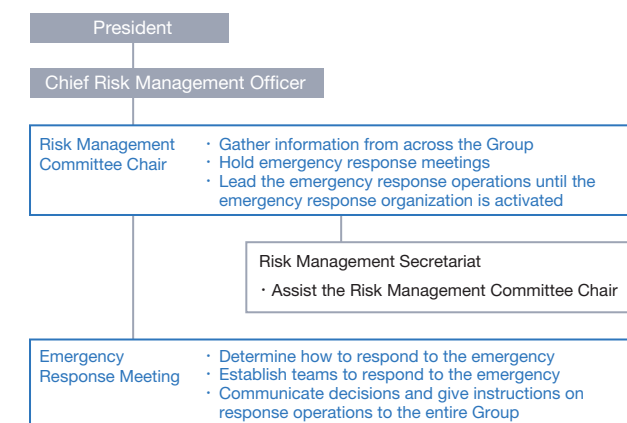 President
Chief Risk Management Officer
Risk Management
Committee Chair
・Gather information from across the Group
・Hold emergency response meetings
・Lead the emergency response operations until the
emergency response organization is activated
Risk Management Secretariat
・Assist the Risk Management Committee Chair
Emergency
Response Meeting
・Determine how to respond to the emergency
・Establish teams to respond to the emergency
・Communicate decisions and give instructions on
response operations to the entire Group